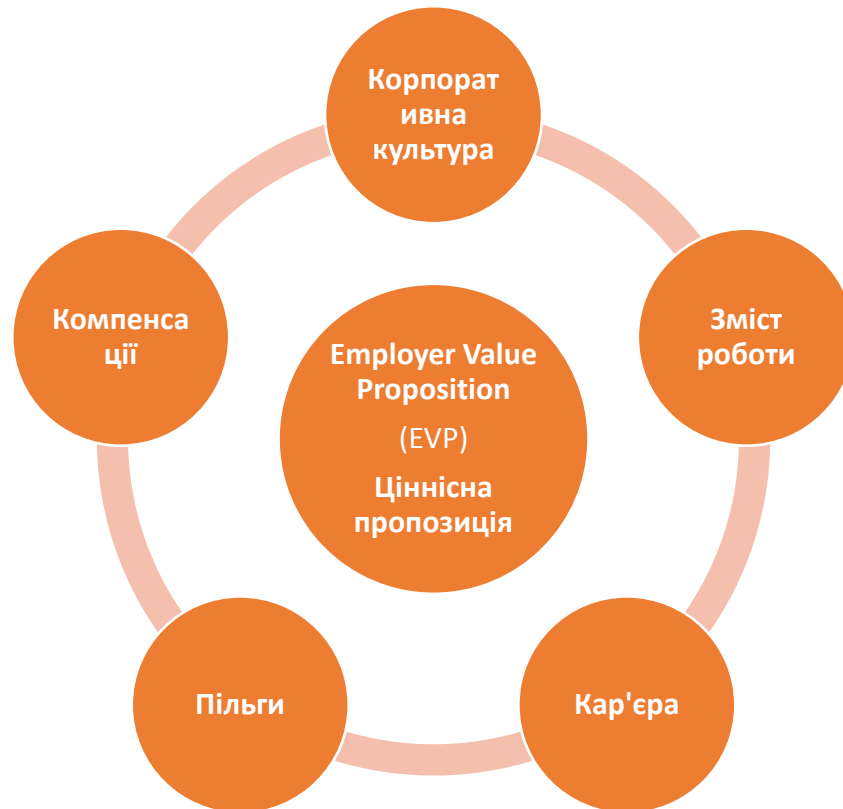 Корпорат
ивна
культура
Компенса
ції
Зміст
роботи
Employer Value
Proposition
(EVP)
Ціннісна
пропозиція
Пільги
Кар'єра